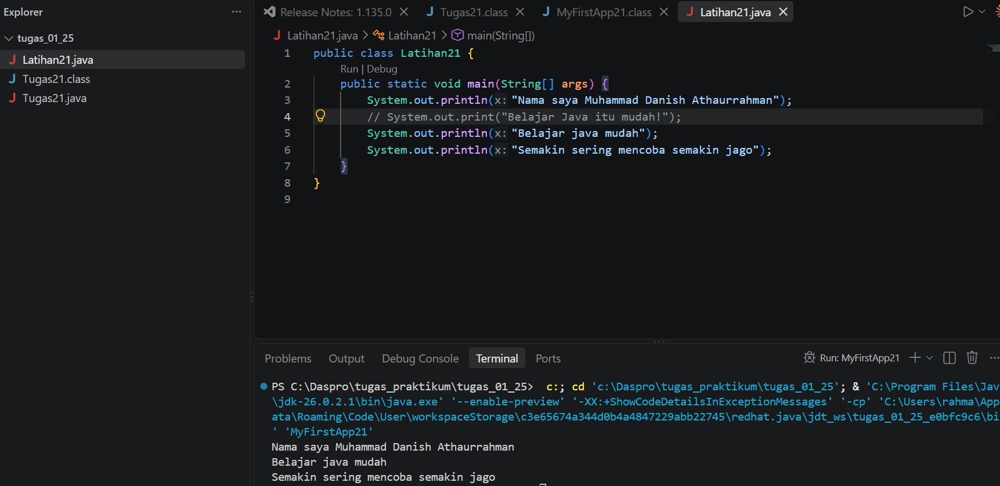 Explorer
tugas_01_25
Latihan21.java
Tugas21.class
Tugas21.java
Release Notes: 1.135.0
Tugas21.class
MyFirstApp21.class
Latihan21.java
Latihan21.java > Latihan21 > main(String[])
1 public class Latihan21 {
Run | Debug
2 public static void main(String[] args) {
3 System.out.println(x: "Nama saya Muhammad Danish Athaurrahman");
4 // System.out.print("Belajar Java itu mudah!");
5 System.out.println(x: "Belajar java mudah");
6 System.out.println(x: "Semakin sering mencoba semakin jago");
7 }
8 }
9
Problems Output Debug Console Terminal Ports
Run: MyFirstApp21
PS C:\Daspro\tugas_praktikum\tugas_01_25> c:; cd 'c:\Daspro\tugas_praktikum\tugas_01_25'; & 'C:\Program Files\Jav
\jdk-26.0.2.1\bin\java.exe' '--enable-preview' '-XX:+ShowCodeDetailsInExceptionMessages' '-cp' 'C:\Users\rahma\App
ata\Roaming\Code\User\workspaceStorage\c3e65674a344d0b4a4847229abb22745\redhat.java\jdt_ws\tugas_01_25_e0bfc9c6\bi
' 'MyFirstApp21'
Nama saya Muhammad Danish Athaurrahman
Belajar java mudah
Semakin sering mencoba semakin jago